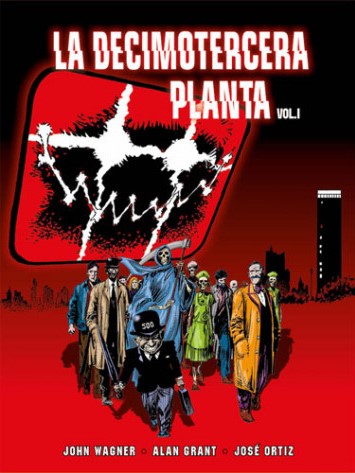 LA DECIMOTERCERA
PLANTA VOL.I
500
JOHN WAGNER • ALAN GRANT • JOSÉ ORTIZ